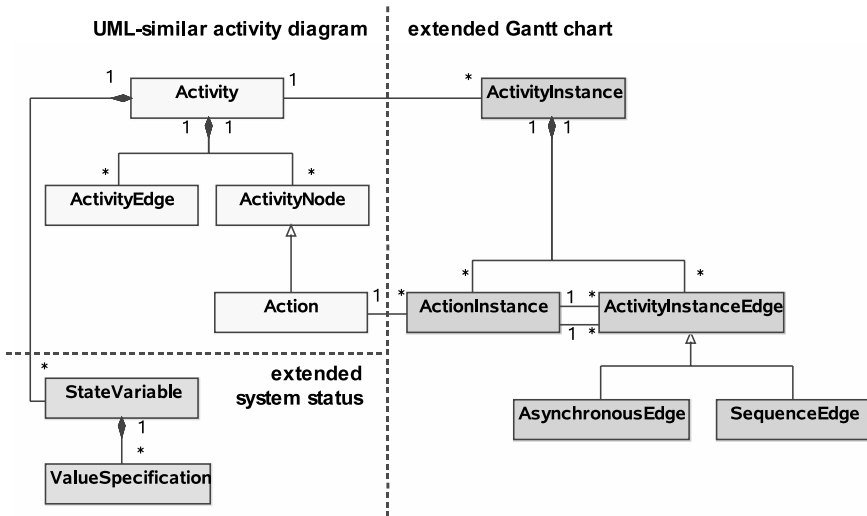 UML-similar activity diagram
extended Gantt chart
1
Activity
1
*
ActivityInstance
1
1
1
1
*
*
ActivityEdge
ActivityNode
*
*
Action
1
*
ActionInstance
1
*
ActivityInstanceEdge
1
*
extended
system status
*
StateVariable
1
*
ValueSpecification
AsynchronousEdge
SequenceEdge